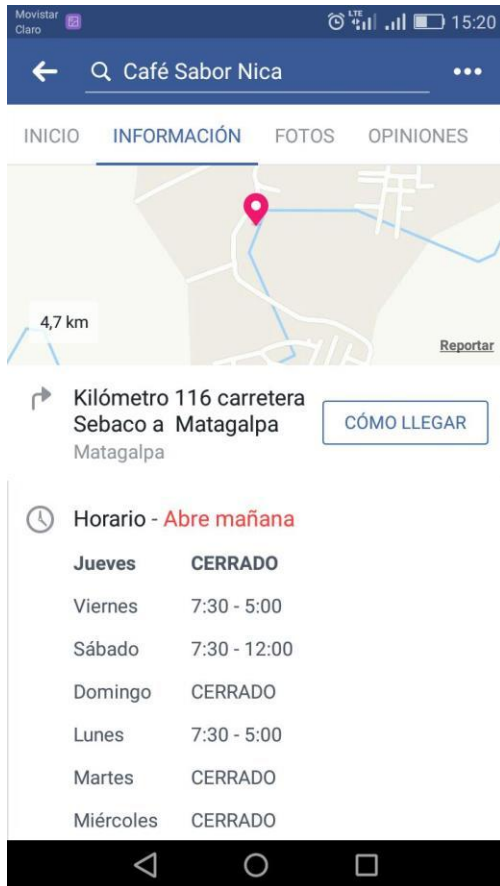 Movistar
Claro
LTE 15:20
Café Sabor Nica
INICIO INFORMACIÓN FOTOS OPINIONES
4,7 km
Reportar
Kilómetro 116 carretera
Sebaco a Matagalpa
Matagalpa
CÓMO LLEGAR
Horario - Abre mañana
Jueves CERRADO
Viernes 7:30 - 5:00
Sábado 7:30 - 12:00
Domingo CERRADO
Lunes 7:30 - 5:00
Martes CERRADO
Miércoles CERRADO